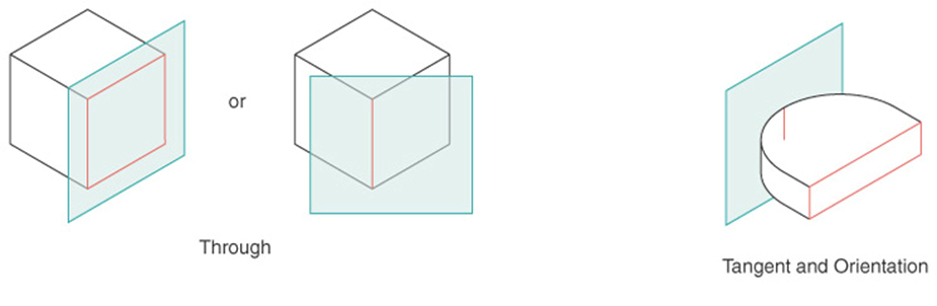 or
Through
Tangent and Orientation